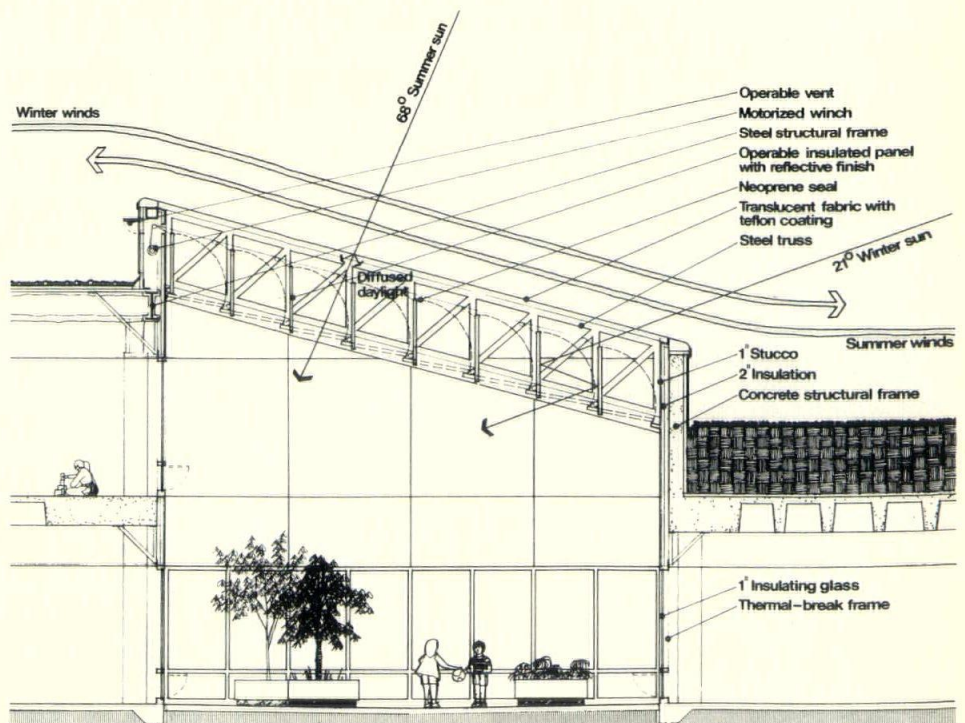 68° Summer sun
Winter winds
Operable vent
Motorized winch
Steel structural frame
Operable insulated panel
with reflective finish
Neoprene seal
Translucent fabric with
teflon coating
Steel truss
21° Winter sun
Diffused
daylight
Summer winds
1" Stucco
2" Insulation
Concrete structural frame
1" Insulating glass
Thermal-break frame